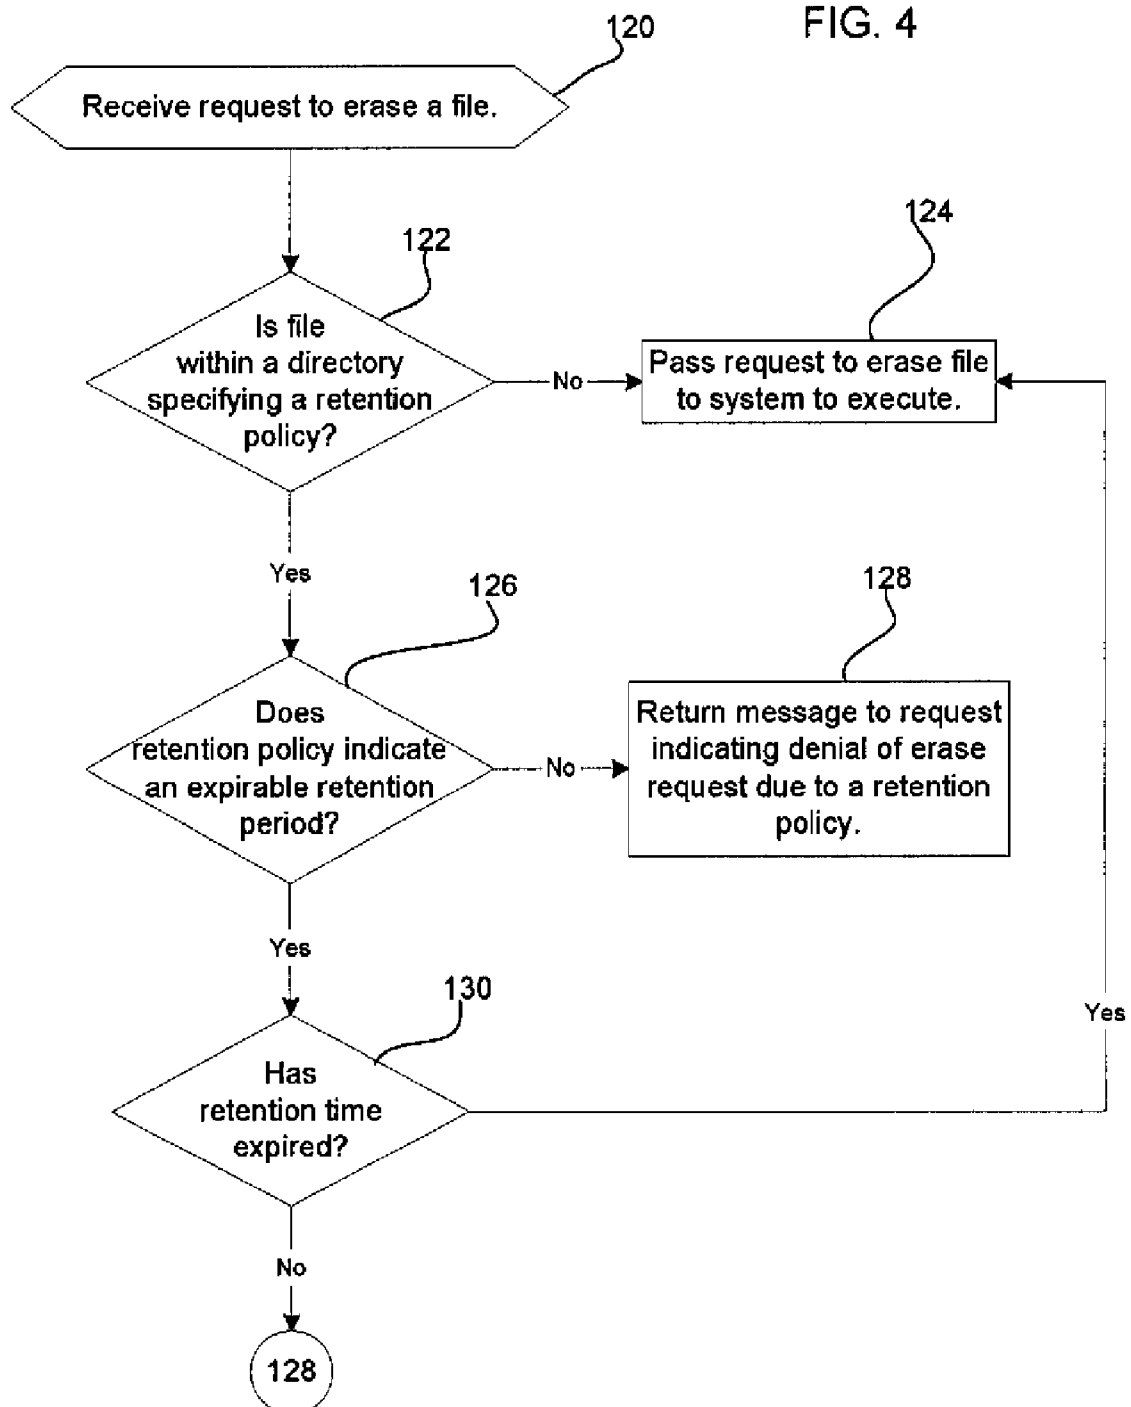 FIG. 4
120
Receive request to erase a file.
122
Is file
within a directory
specifying a retention
policy?
No
124
Pass request to erase file
to system to execute.
Yes
126
Does
retention policy indicate
an expirable retention
period?
No
128
Return message to request
indicating denial of erase
request due to a retention
policy.
Yes
130
Has
retention time
expired?
Yes
No
128